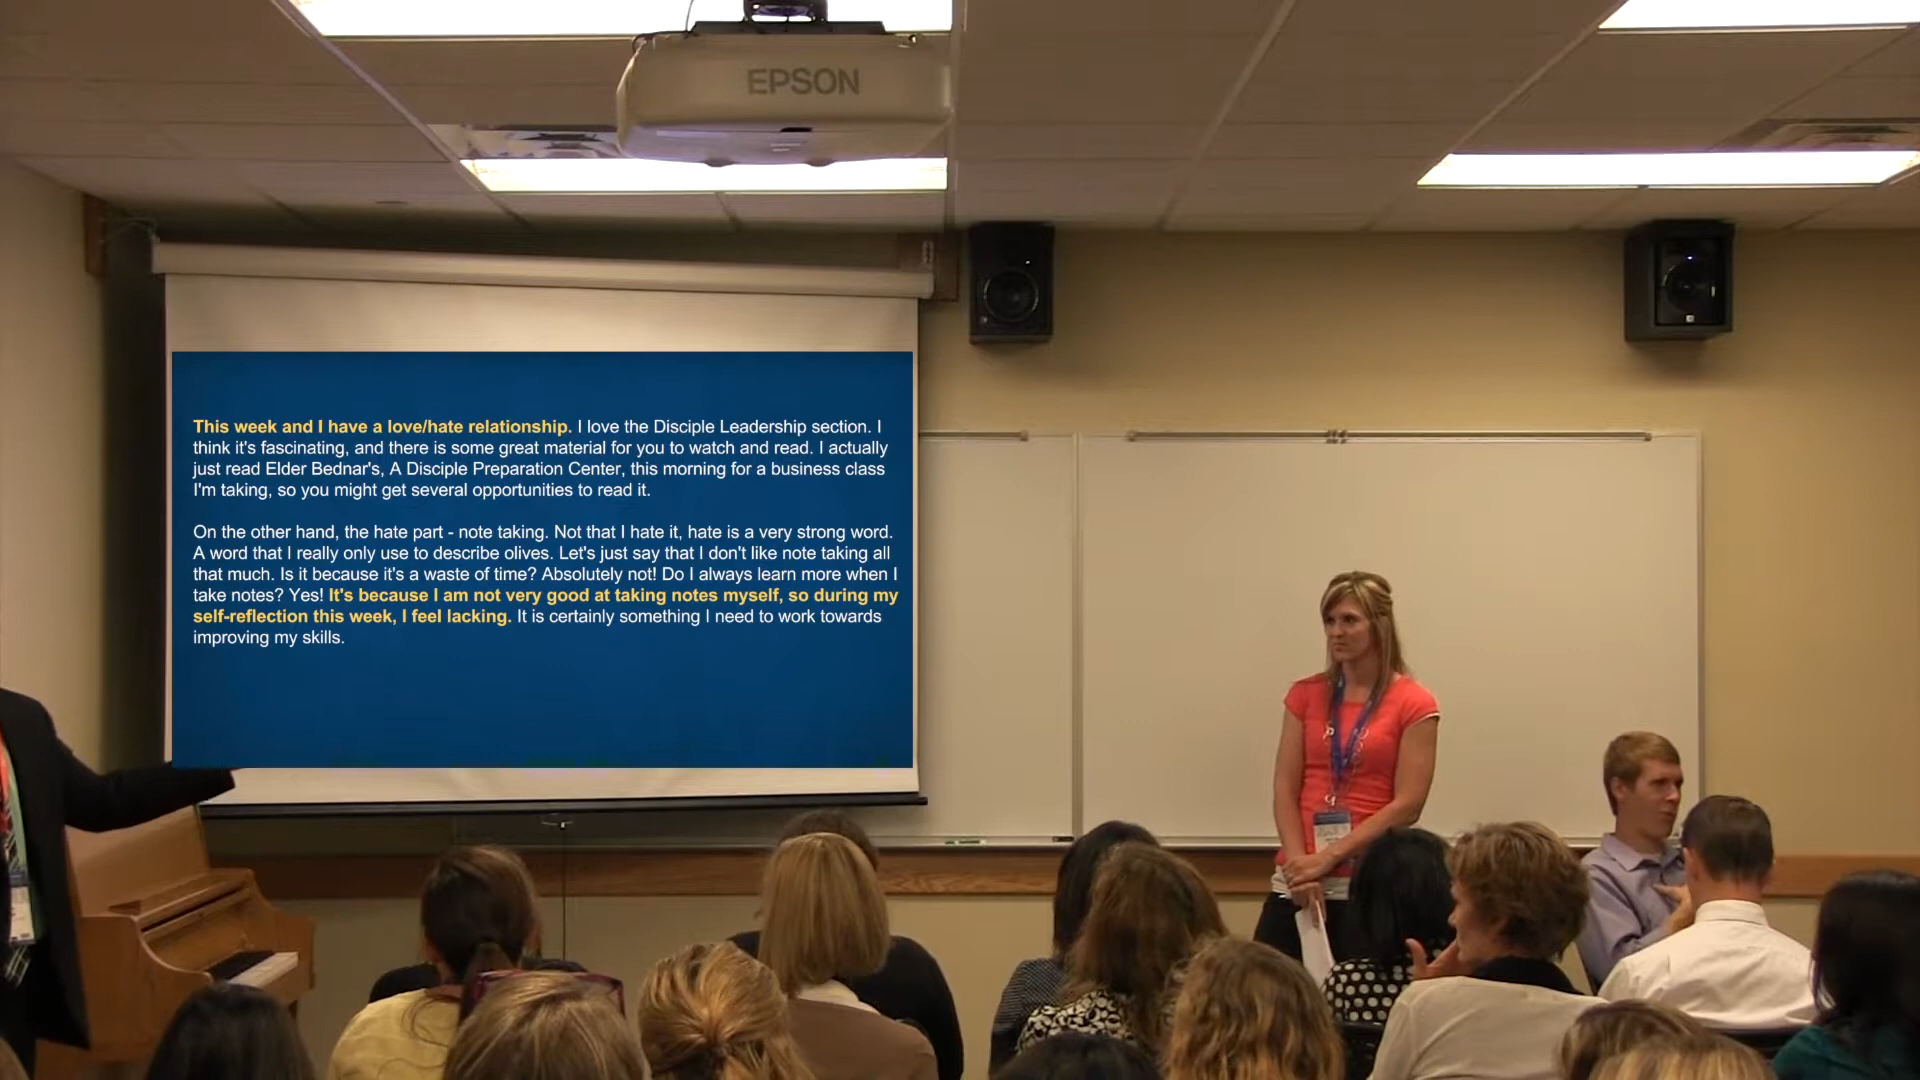 EPSON
This week and I have a love/hate relationship. I love the Disciple Leadership section. I
think it's fascinating, and there is some great material for you to watch and read. I actually
just read Elder Bednar's, A Disciple Preparation Center, this morning for a business class
I'm taking, so you might get several opportunities to read it.
On the other hand, the hate part - note taking. Not that I hate it, hate is a very strong word.
A word that I really only use to describe olives. Let's just say that I don't like note taking all
that much. Is it because it's a waste of time? Absolutely not! Do I always learn more when I
take notes? Yes! It's because I am not very good at taking notes myself, so during my
self-reflection this week, I feel lacking. It is certainly something I need to work towards
improving my skills.